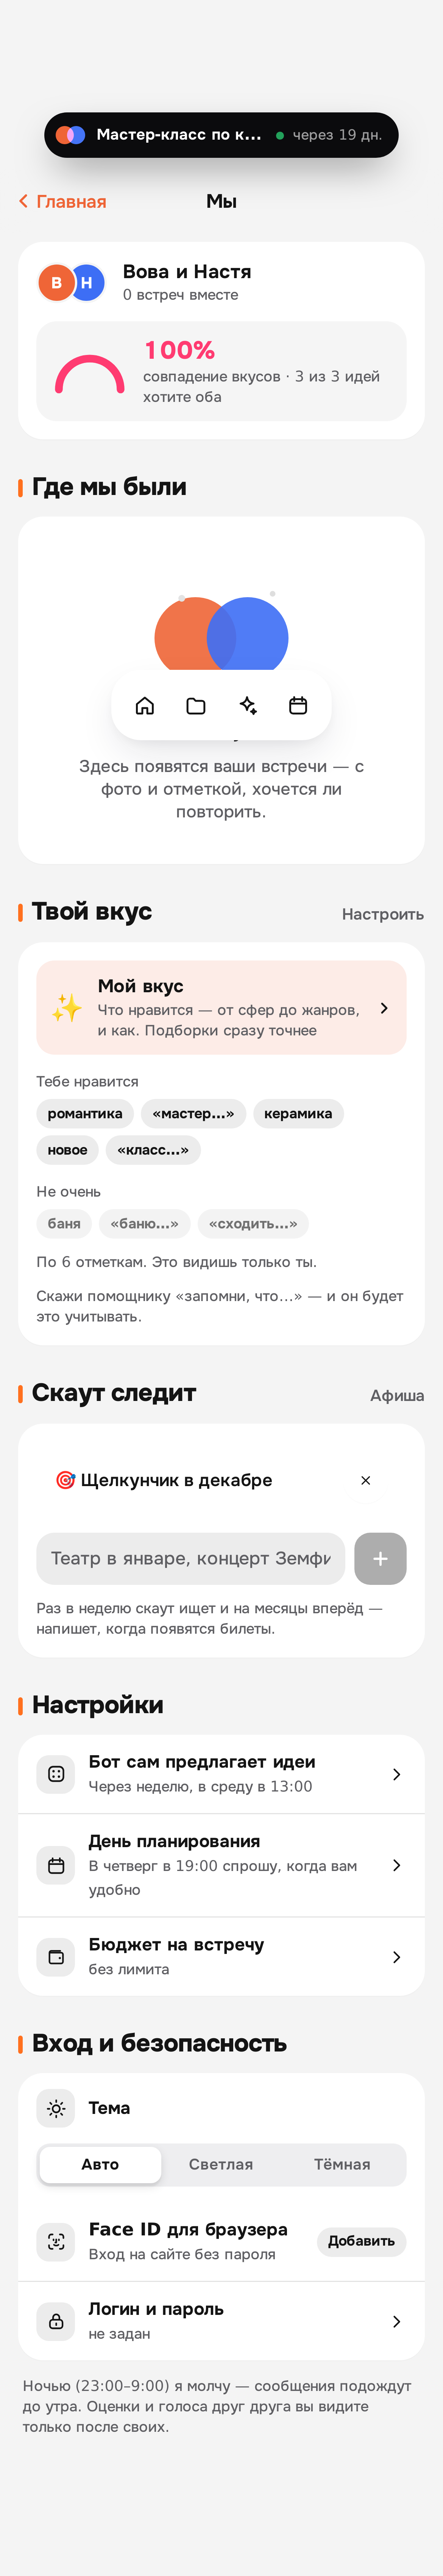 Мастер-класс по к... через 19 дн.
Главная
Мы
В Н Вова и Настя
0 встреч вместе
100%
совпадение вкусов · 3 из 3 идей
хотите оба
Где мы были
Здесь появятся ваши встречи — с
фото и отметкой, хочется ли
повторить.
Твой вкус
Настроить
Мой вкус
Что нравится — от сфер до жанров,
и как. Подборки сразу точнее
Тебе нравится
романтика «мастер...» керамика
новое «класс...»
Не очень
баня «баню...» «сходить...»
По 6 отметкам. Это видишь только ты.
Скажи помощнику «запомни, что...» — и он будет
это учитывать.
Скаут следит
Афиша
Щелкунчик в декабре
Театр в январе, концерт Земфи
Раз в неделю скаут ищет и на месяцы вперёд —
напишет, когда появятся билеты.
Настройки
Бот сам предлагает идеи
Через неделю, в среду в 13:00
День планирования
В четверг в 19:00 спрошу, когда вам
удобно
Бюджет на встречу
без лимита
Вход и безопасность
Тема
Авто Светлая Тёмная
Face ID для браузера
Вход на сайте без пароля
Добавить
Логин и пароль
не задан
Ночью (23:00–9:00) я молчу — сообщения подождут
до утра. Оценки и голоса друг друга вы видите
только после своих.